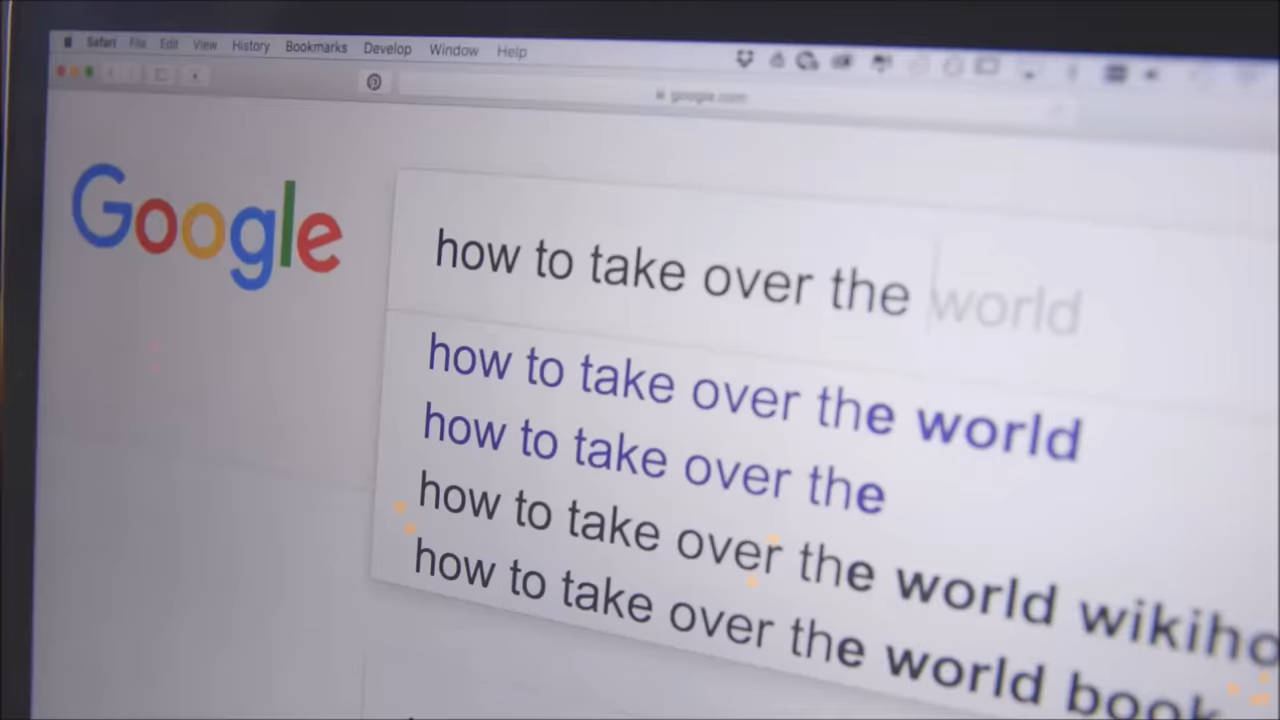 Safari File Edit View History Bookmarks Develop Window Help
google.com
Google
how to take over the world
how to take over the world
how to take over the
how to take over the world wikiho
how to take over the world book